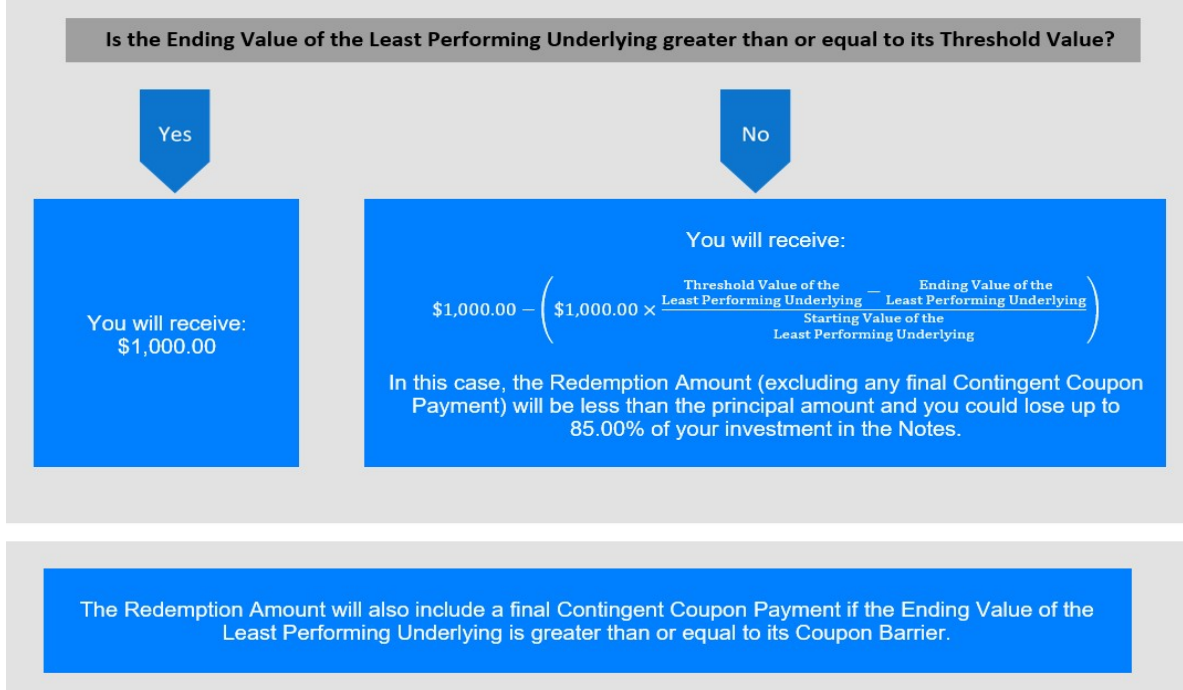 Is the Ending Value of the Least Performing Underlying greater than or equal to its Threshold Value?
Yes
No
You will receive:
$1,000.00
You will receive:
$1,000.00 − ($1,000.00 × (Threshold Value of the Least Performing Underlying − Ending Value of the Least Performing Underlying) / Starting Value of the Least Performing Underlying)
In this case, the Redemption Amount (excluding any final Contingent Coupon
Payment) will be less than the principal amount and you could lose up to
85.00% of your investment in the Notes.
The Redemption Amount will also include a final Contingent Coupon Payment if the Ending Value of the
Least Performing Underlying is greater than or equal to its Coupon Barrier.